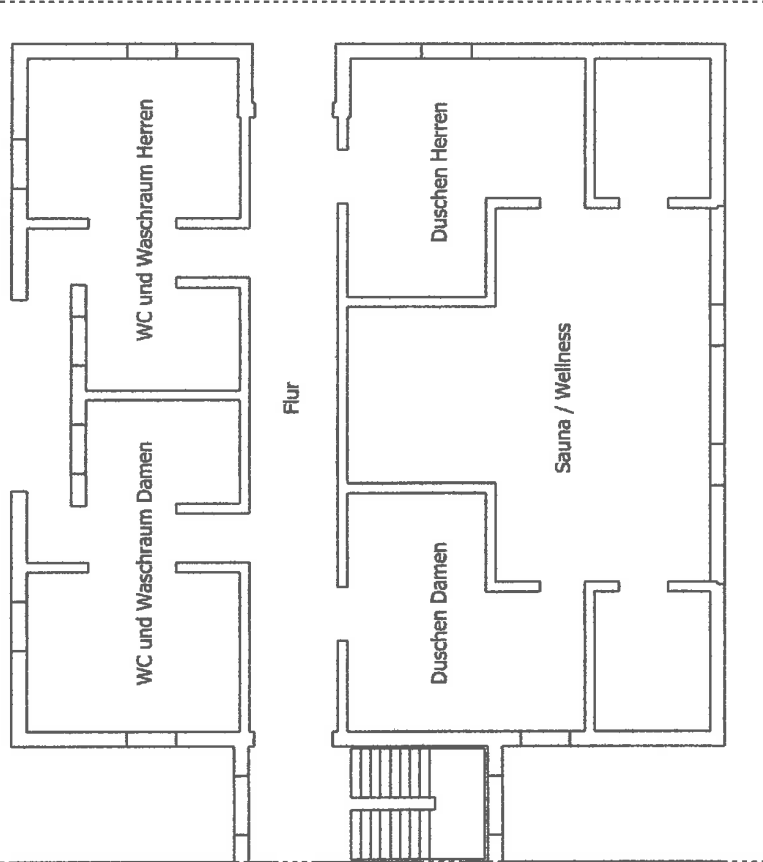 WC und Waschraum Herren
WC und Waschraum Damen
Flur
Duschen Herren
Duschen Damen
Sauna / Wellness